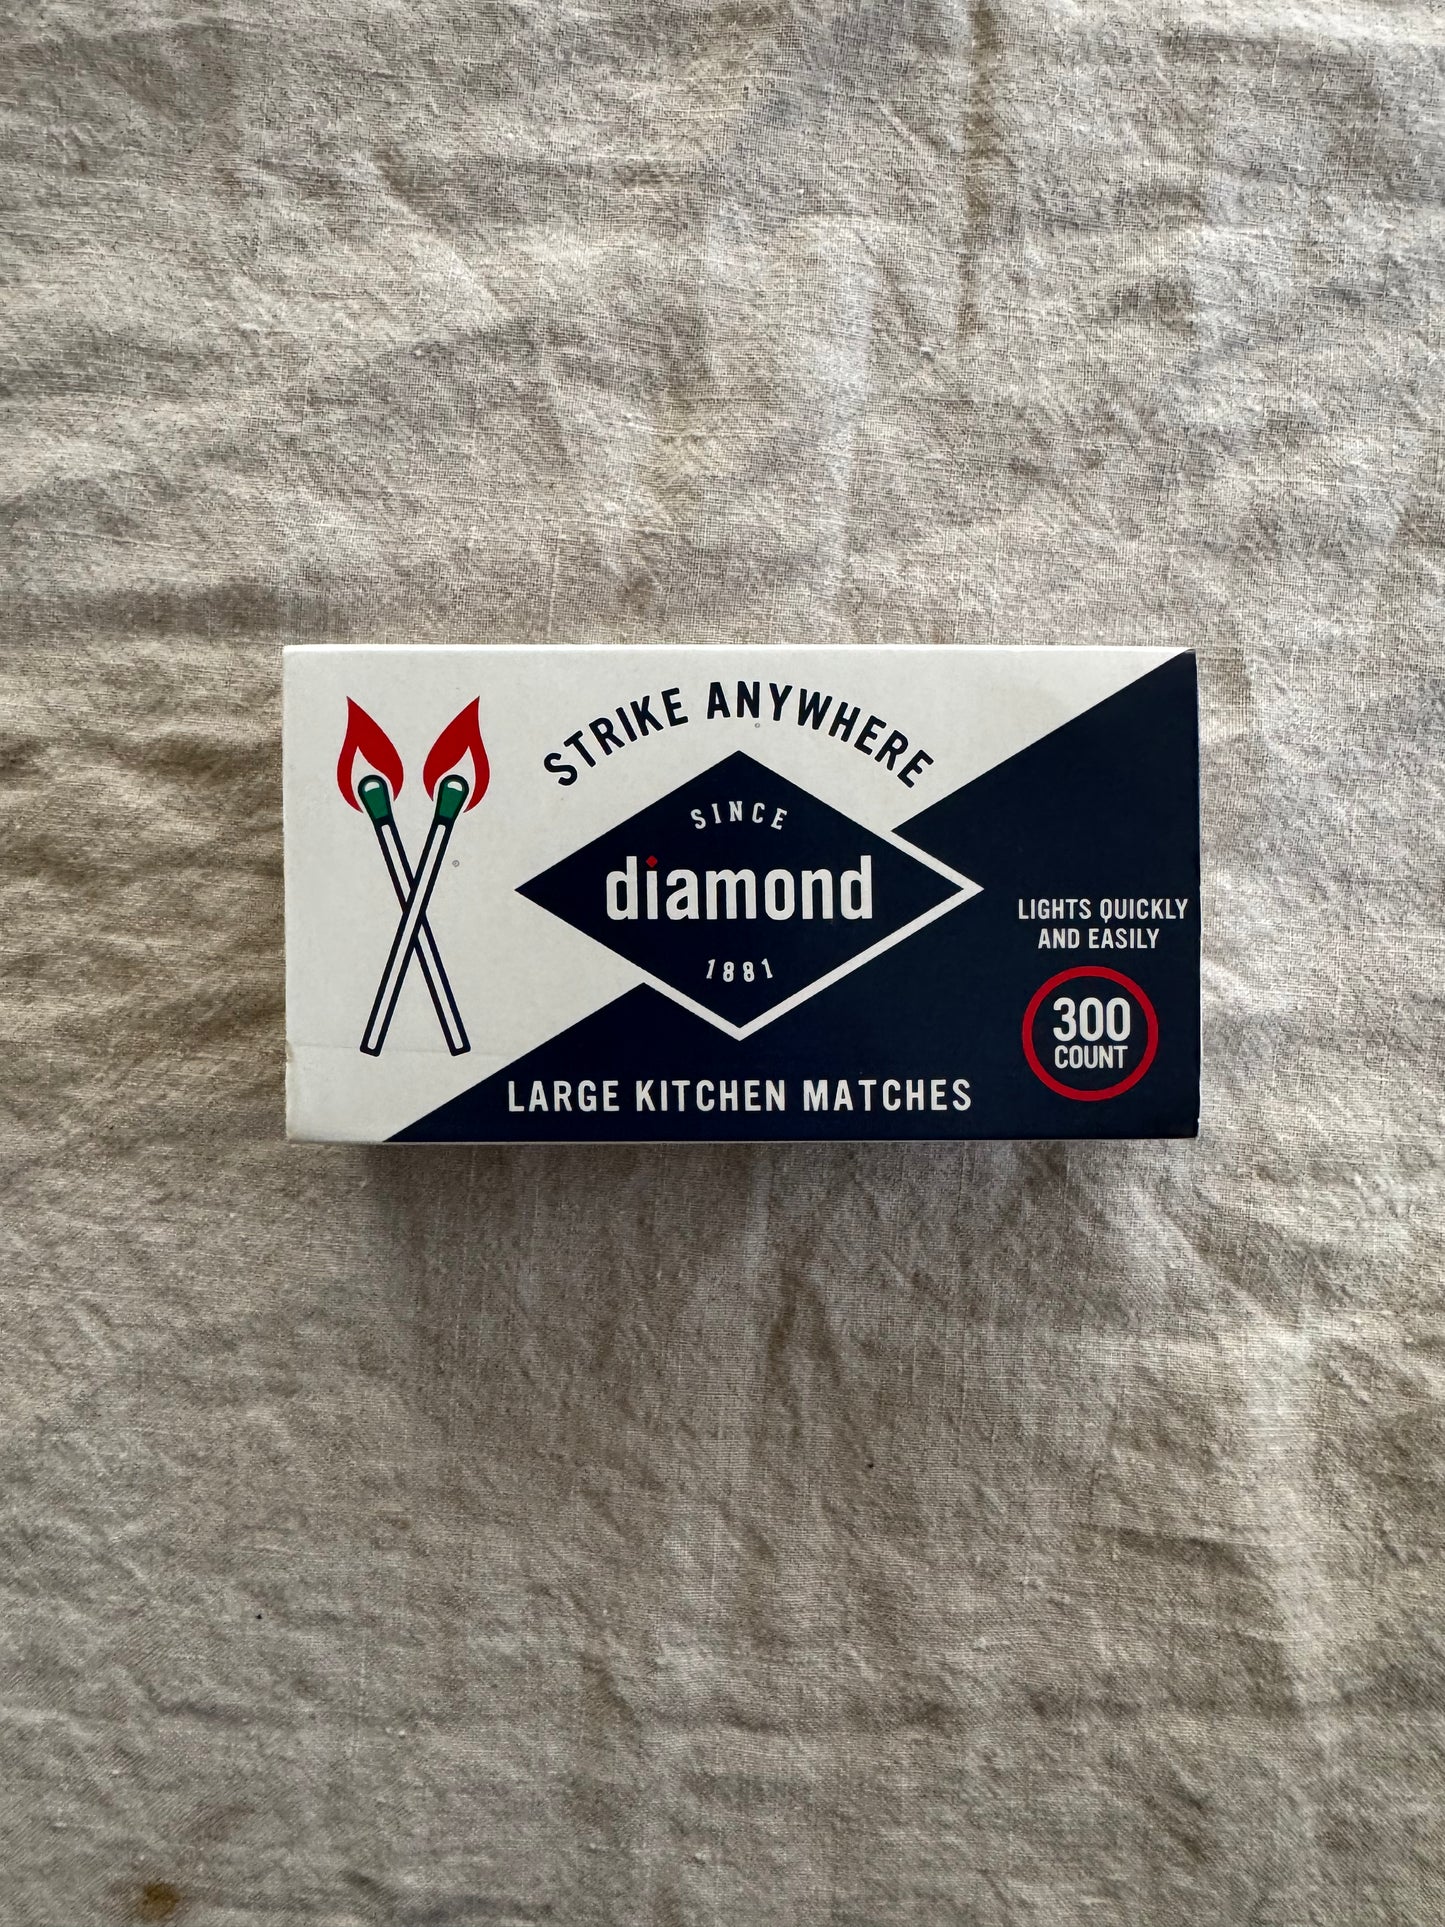 STRIKE ANYWHERE
SINCE
diamond
1881
LIGHTS QUICKLY
AND EASILY
300
COUNT
LARGE KITCHEN MATCHES